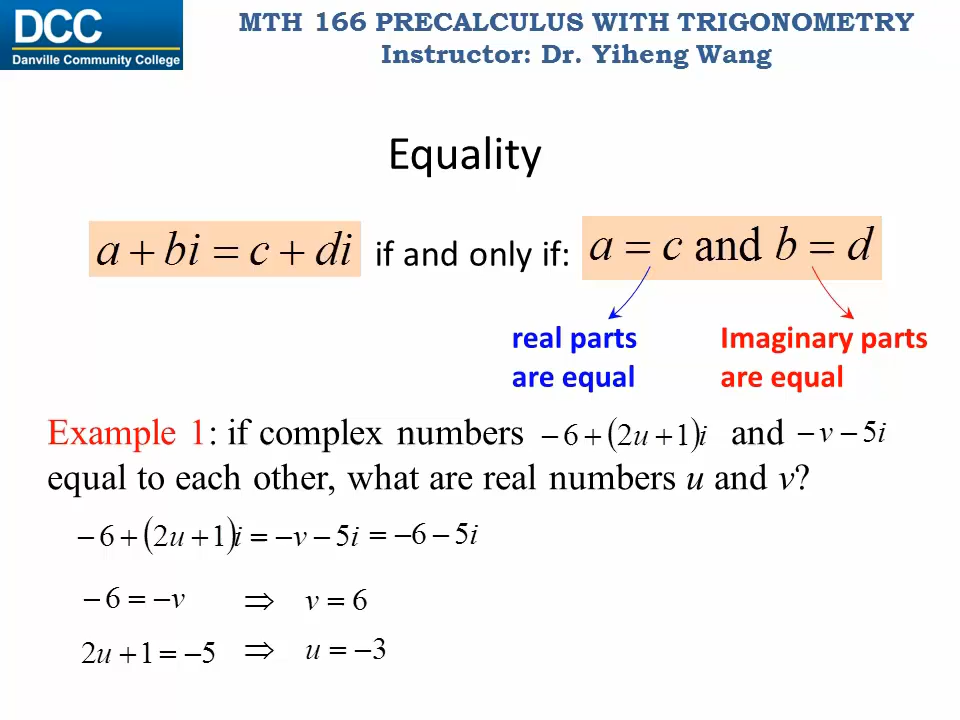 DCC
Danville Community College
MTH 166 PRECALCULUS WITH TRIGONOMETRY
Instructor: Dr. Yiheng Wang
Equality
a + bi = c + di if and only if: a = c and b = d
real parts
are equal
Imaginary parts
are equal
Example 1: if complex numbers − 6 + (2u + 1)i and − v − 5i
equal to each other, what are real numbers u and v?
− 6 + (2u + 1)i = −v − 5i = −6 − 5i
− 6 = −v ⇒ v = 6
2u + 1 = −5 ⇒ u = −3